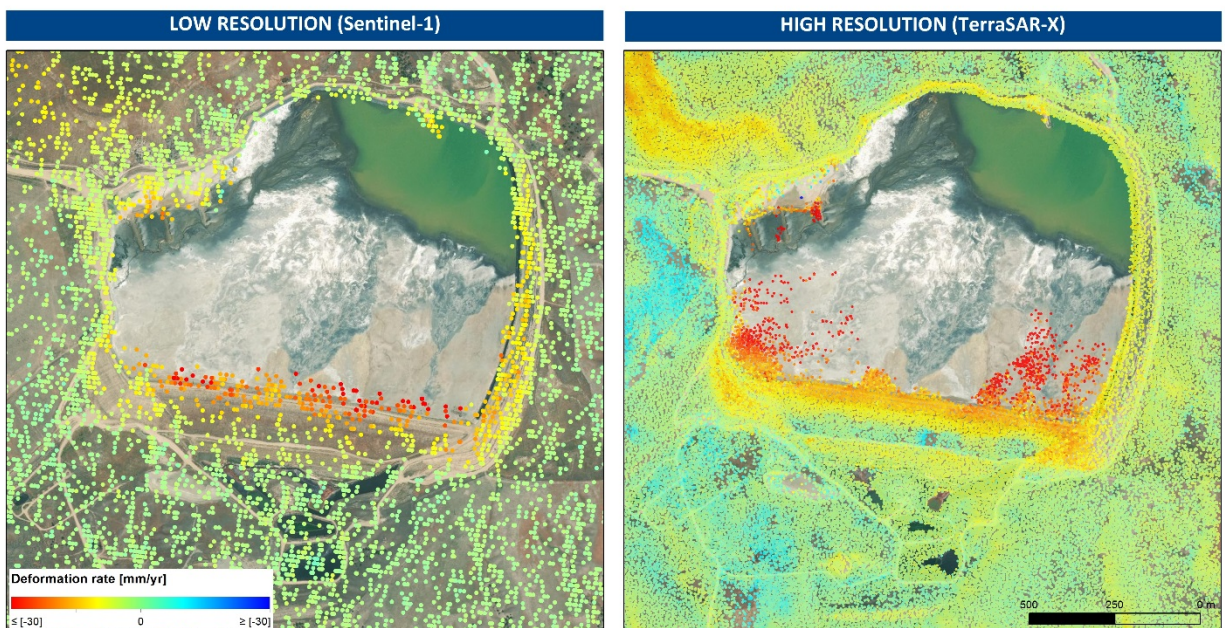 LOW RESOLUTION (Sentinel-1)
HIGH RESOLUTION (TerraSAR-X)
Deformation rate [mm/yr]
≤ [-30] 0 ≥ [-30]
500 250 0 m